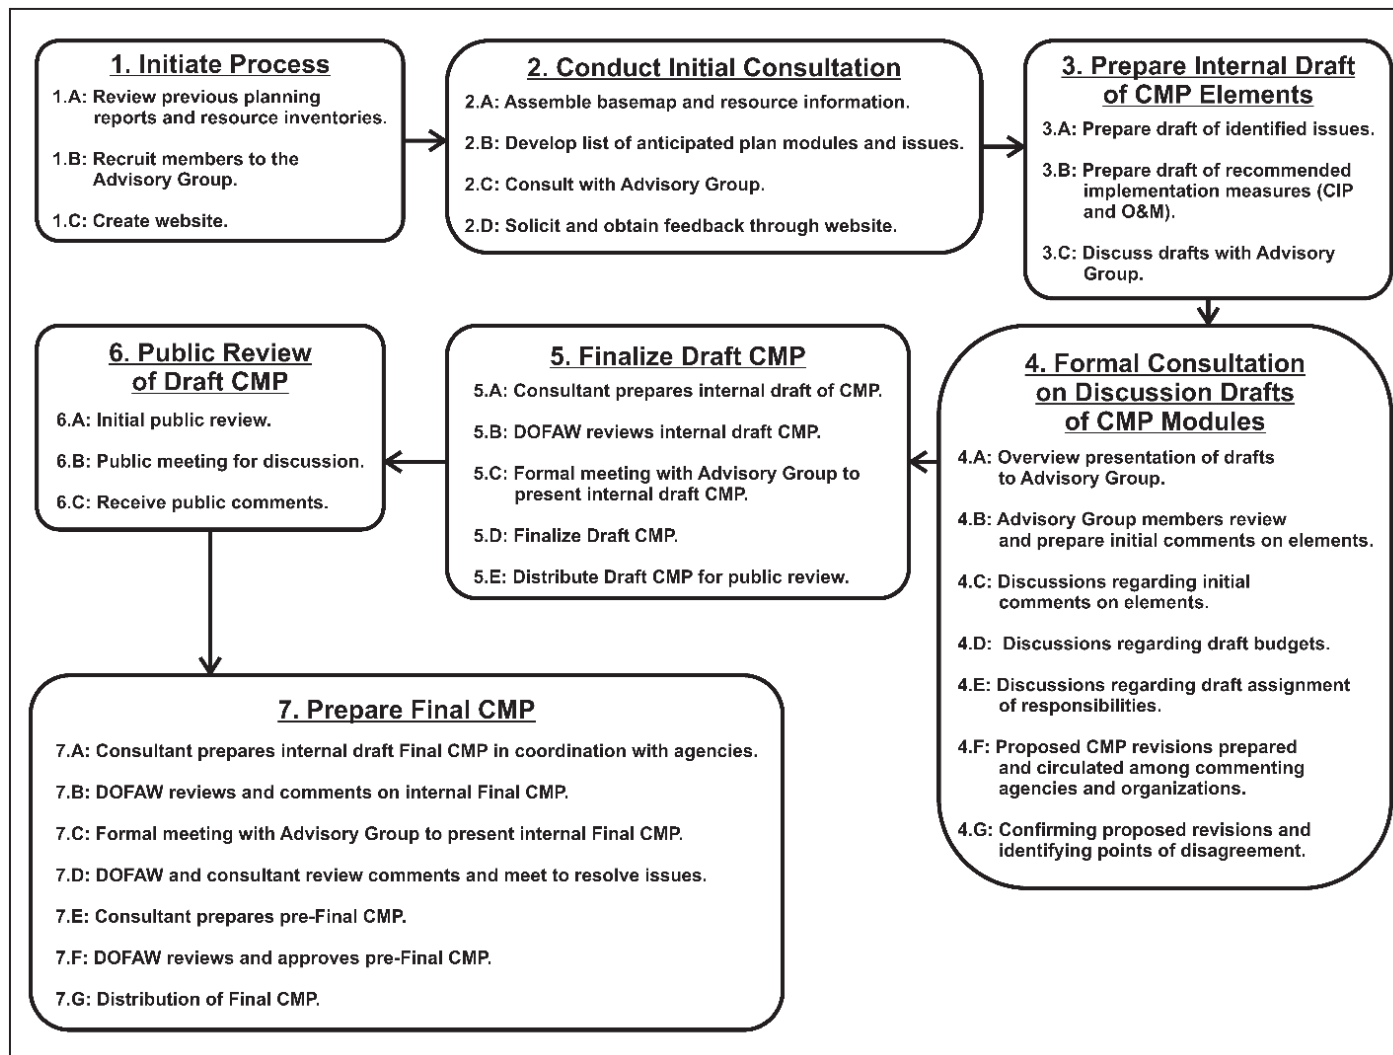 1. Initiate Process
1.A: Review previous planning
reports and resource inventories.
1.B: Recruit members to the
Advisory Group.
1.C: Create website.
2. Conduct Initial Consultation
2.A: Assemble basemap and resource information.
2.B: Develop list of anticipated plan modules and issues.
2.C: Consult with Advisory Group.
2.D: Solicit and obtain feedback through website.
3. Prepare Internal Draft
of CMP Elements
3.A: Prepare draft of identified issues.
3.B: Prepare draft of recommended
implementation measures (CIP
and O&M).
3.C: Discuss drafts with Advisory
Group.
4. Formal Consultation
on Discussion Drafts
of CMP Modules
4.A: Overview presentation of drafts
to Advisory Group.
4.B: Advisory Group members review
and prepare initial comments on elements.
4.C: Discussions regarding initial
comments on elements.
4.D: Discussions regarding draft budgets.
4.E: Discussions regarding draft assignment
of responsibilities.
4.F: Proposed CMP revisions prepared
and circulated among commenting
agencies and organizations.
4.G: Confirming proposed revisions and
identifying points of disagreement.
5. Finalize Draft CMP
5.A: Consultant prepares internal draft of CMP.
5.B: DOFAW reviews internal draft CMP.
5.C: Formal meeting with Advisory Group to
present internal draft CMP.
5.D: Finalize Draft CMP.
5.E: Distribute Draft CMP for public review.
6. Public Review
of Draft CMP
6.A: Initial public review.
6.B: Public meeting for discussion.
6.C: Receive public comments.
7. Prepare Final CMP
7.A: Consultant prepares internal draft Final CMP in coordination with agencies.
7.B: DOFAW reviews and comments on internal Final CMP.
7.C: Formal meeting with Advisory Group to present internal Final CMP.
7.D: DOFAW and consultant review comments and meet to resolve issues.
7.E: Consultant prepares pre-Final CMP.
7.F: DOFAW reviews and approves pre-Final CMP.
7.G: Distribution of Final CMP.